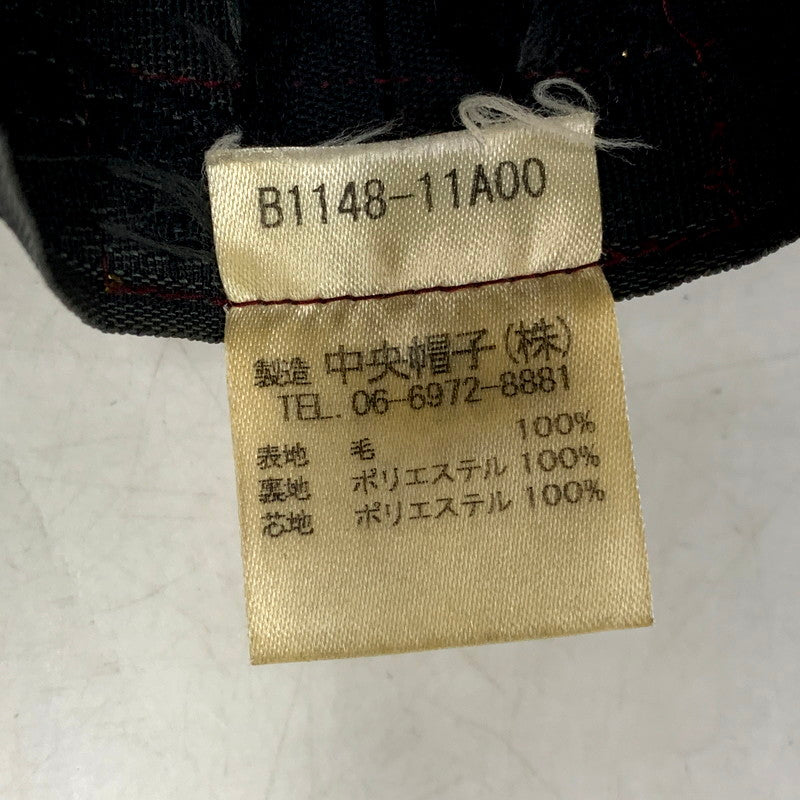 B1148-11A00
製造 中央帽子(株)
TEL. 06-6972-8881
表地 毛 100%
裏地 ポリエステル 100%
芯地 ポリエステル 100%